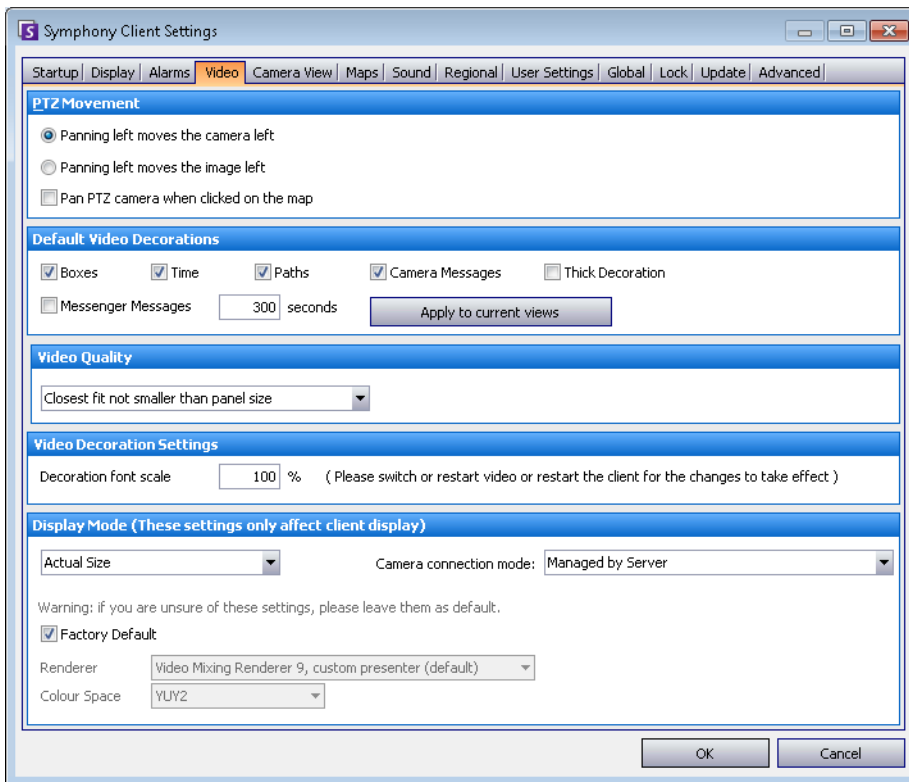 Symphony Client Settings
Startup Display Alarms Video Camera View Maps Sound Regional User Settings Global Lock Update Advanced
PTZ Movement
Panning left moves the camera left
Panning left moves the image left
Pan PTZ camera when clicked on the map
Default Video Decorations
Boxes Time Paths Camera Messages Thick Decoration
Messenger Messages 300 seconds Apply to current views
Video Quality
Closest fit not smaller than panel size
Video Decoration Settings
Decoration font scale 100 % ( Please switch or restart video or restart the client for the changes to take effect )
Display Mode (These settings only affect client display)
Actual Size Camera connection mode: Managed by Server
Warning: if you are unsure of these settings, please leave them as default.
Factory Default
Renderer Video Mixing Renderer 9, custom presenter (default)
Colour Space YUY2
OK Cancel